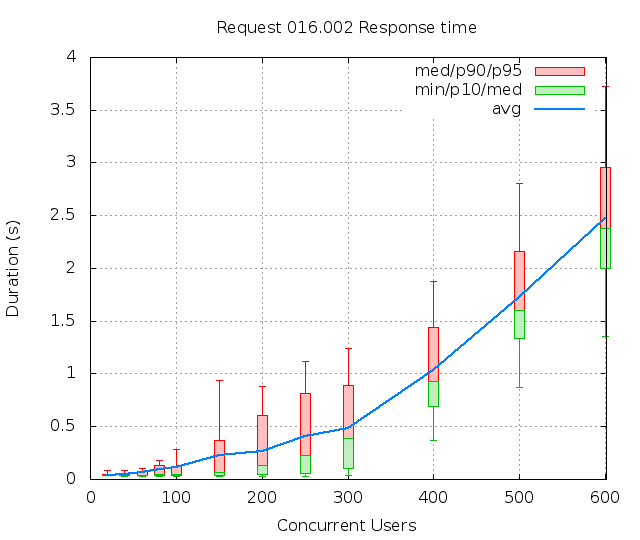 Request 016.002 Response time
med/p90/p95
min/p10/med
avg
Duration (s)
4
3.5
3
2.5
2
1.5
1
0.5
0
0 100 200 300 400 500 600
Concurrent Users